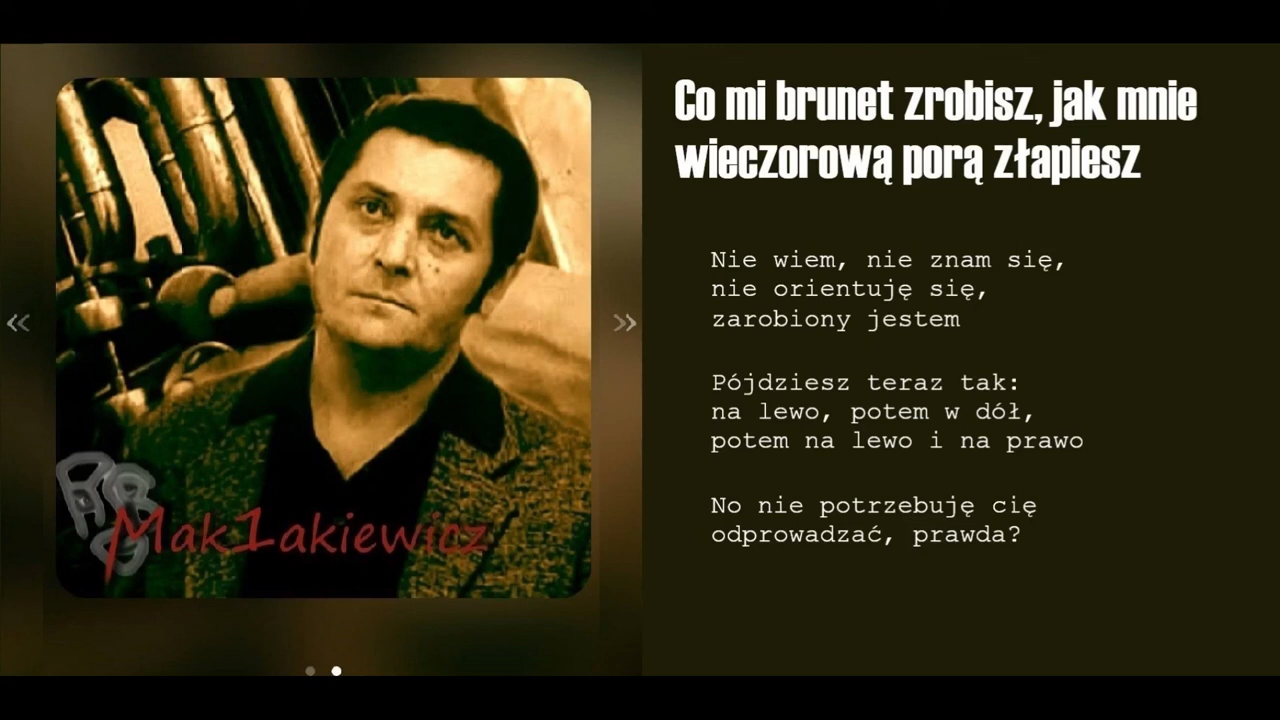 Mak1akiewicz
Co mi brunet zrobisz, jak mnie
wieczorową porą złapiesz
Nie wiem, nie znam się,
nie orientuję się,
zarobiony jestem
Pójdziesz teraz tak:
na lewo, potem w dół,
potem na lewo i na prawo
No nie potrzebuję cię
odprowadzać, prawda?